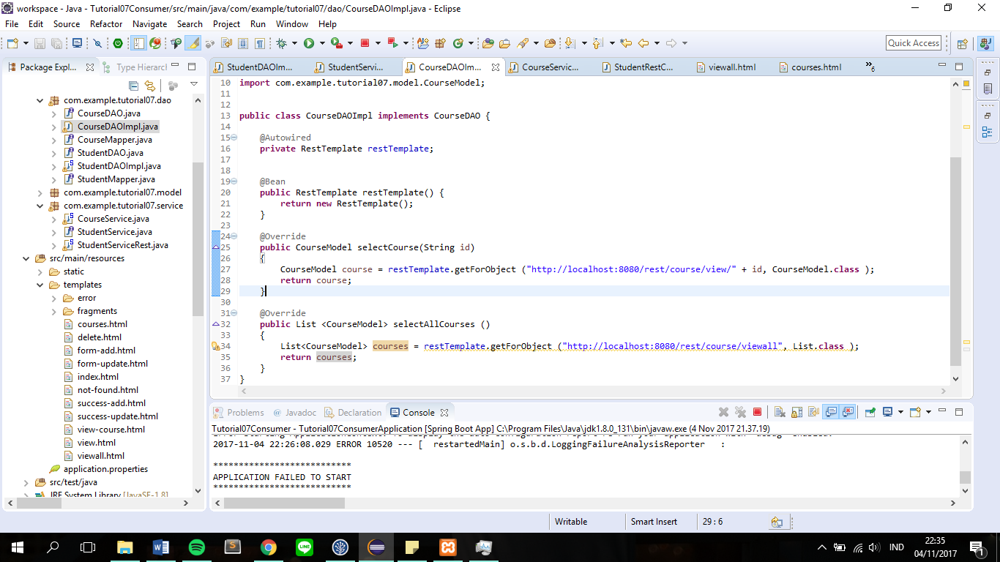 workspace - Java - Tutorial07Consumer/src/main/java/com/example/tutorial07/dao/CourseDAOImpl.java - Eclipse
File Edit Source Refactor Navigate Search Project Run Window Help
Quick Access
Package Expl... Type Hierarcl
com.example.tutorial07.dao
CourseDAO.java
CourseDAOImpl.java
CourseMapper.java
StudentDAO.java
StudentDAOImpl.java
StudentMapper.java
com.example.tutorial07.model
com.example.tutorial07.service
CourseService.java
StudentService.java
StudentServiceRest.java
src/main/resources
static
templates
error
fragments
courses.html
delete.html
form-add.html
form-update.html
index.html
not-found.html
success-add.html
success-update.html
view-course.html
view.html
viewall.html
application.properties
src/test/java
JRE System Library [JavaSE-1.8]
StudentDAOIm... StudentServi... CourseDAOIm... CourseServic... StudentRestC... viewall.html courses.html »6
10 import com.example.tutorial07.model.CourseModel;
11
12
13 public class CourseDAOImpl implements CourseDAO {
14
15 @Autowired
16 private RestTemplate restTemplate;
17
18
19 @Bean
20 public RestTemplate restTemplate() {
21 return new RestTemplate();
22 }
23
24 @Override
25 public CourseModel selectCourse(String id)
26 {
27 CourseModel course = restTemplate.getForObject ("http://localhost:8080/rest/course/view/" + id, CourseModel.class );
28 return course;
29 }
30
31 @Override
32 public List <CourseModel> selectAllCourses ()
33 {
34 List<CourseModel> courses = restTemplate.getForObject ("http://localhost:8080/rest/course/viewall", List.class );
35 return courses;
36 }
37 }
Problems @ Javadoc Declaration Console
Tutorial07Consumer - Tutorial07ConsumerApplication [Spring Boot App] C:\Program Files\Java\jdk1.8.0_131\bin\javaw.exe (4 Nov 2017 21.37.19)
2017-11-04 22:26:08.029 ERROR 10520 --- [ restartedMain] o.s.b.d.LoggingFailureAnalysisReporter :
***************************
APPLICATION FAILED TO START
***************************
Writable Smart Insert 29 : 6
IND
22:35
04/11/2017
1